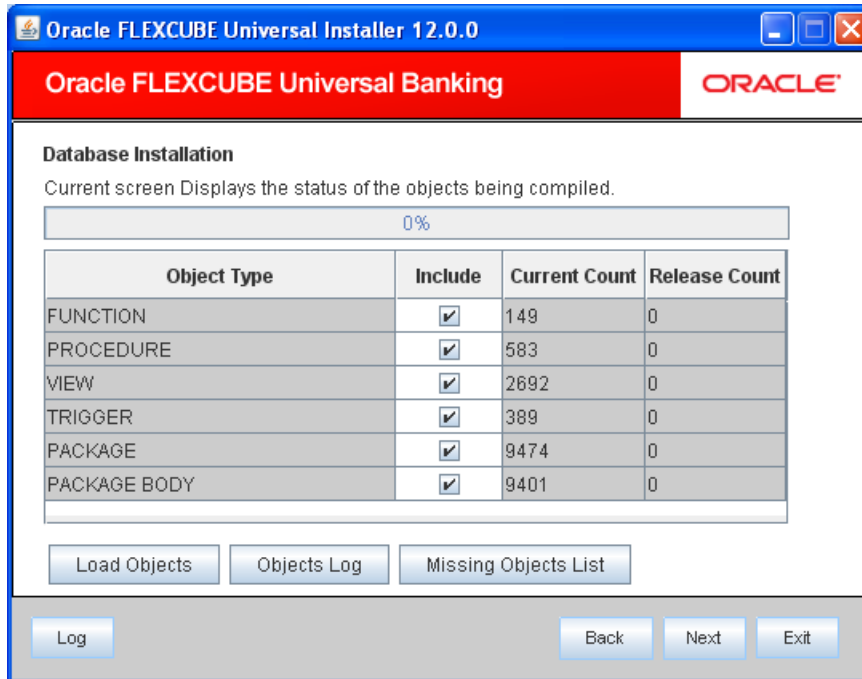 Oracle FLEXCUBE Universal Installer 12.0.0
Oracle FLEXCUBE Universal Banking
ORACLE
Database Installation
Current screen Displays the status of the objects being compiled.
0%
Object Type Include Current Count Release Count
FUNCTION 149 0
PROCEDURE 583 0
VIEW 2692 0
TRIGGER 389 0
PACKAGE 9474 0
PACKAGE BODY 9401 0
Load Objects Objects Log Missing Objects List
Log Back Next Exit